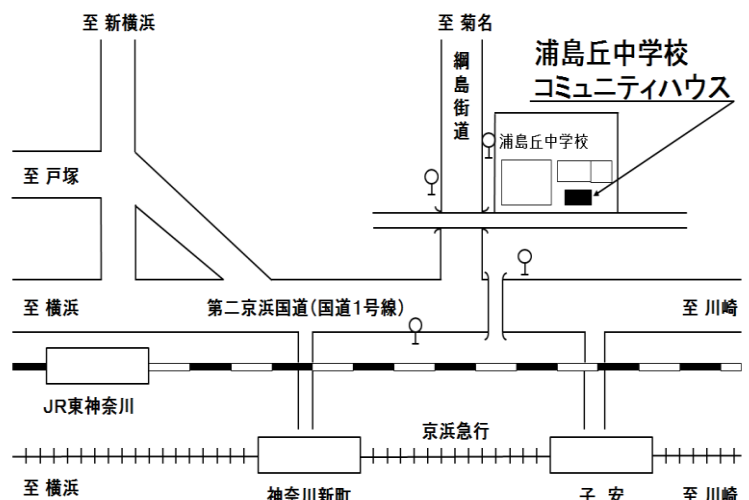 至 新横浜
至 菊名
綱島街道
浦島丘中学校
コミュニティハウス
浦島丘中学校
至 戸塚
至 横浜
第二京浜国道(国道1号線)
至 川崎
JR東神奈川
京浜急行
至 横浜
神奈川新町
子 安
至 川崎